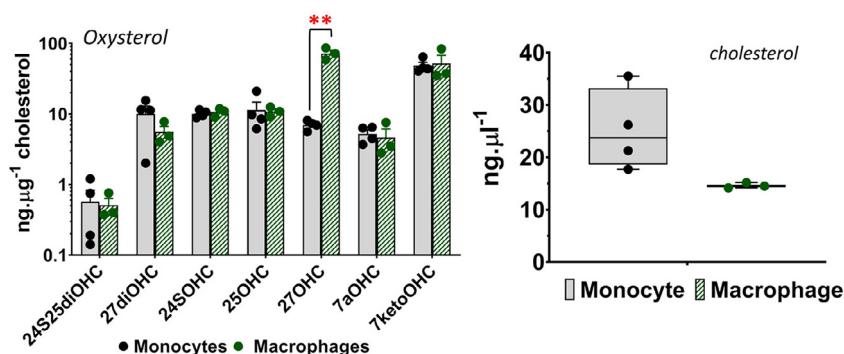 Oxysterol
**
ng.µg⁻¹ cholesterol
100
10
1
0.1
24S25diOHC
27diOHC
24SOHC
25OHC
27OHC
7aOHC
7ketoOHC
Monocytes Macrophages
cholesterol
ng.µl⁻¹
40
30
20
10
0
Monocyte Macrophage